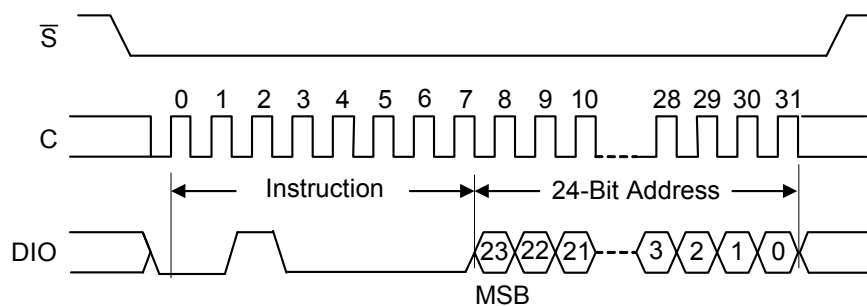 S
0 1 2 3 4 5 6 7 8 9 10 28 29 30 31
C
Instruction 24-Bit Address
DIO 23 22 21 3 2 1 0
MSB